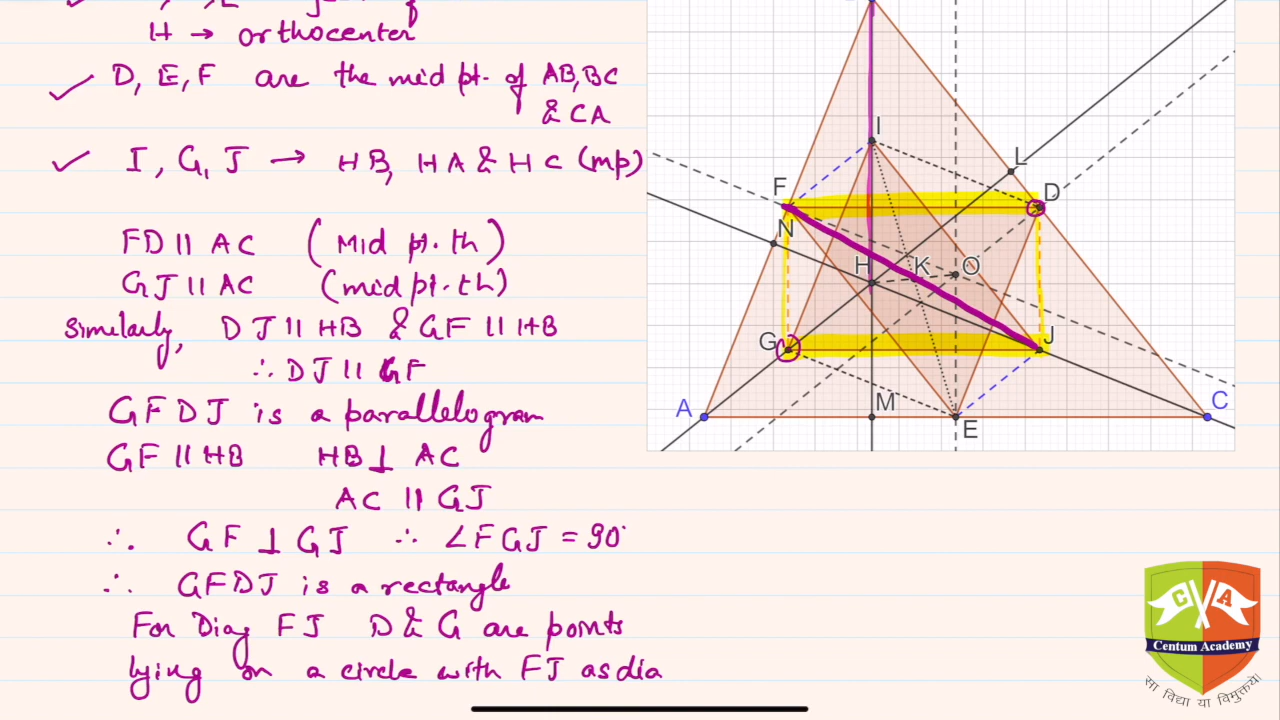 H → orthocenter
D, E, F are the mid pt. of AB, BC
& CA
I, G, J → HB, HA & HC (mp)
FD || AC (Mid pt. th)
GJ || AC (mid pt. th)
Similarly, DJ || HB & GF || HB
∴ DJ || GF
GFDJ is a parallelogram
GF || HB HB ⊥ AC
AC || GJ
∴ GF ⊥ GJ ∴ ∠FGJ = 90°
∴ GFDJ is a rectangle
For Diag FJ D & G are points
lying on a circle with FJ as dia
I
L
F
D
N
H
K
O
G
J
A
M
E
C
C A
Centum Academy
सा विद्या या विमुक्तये